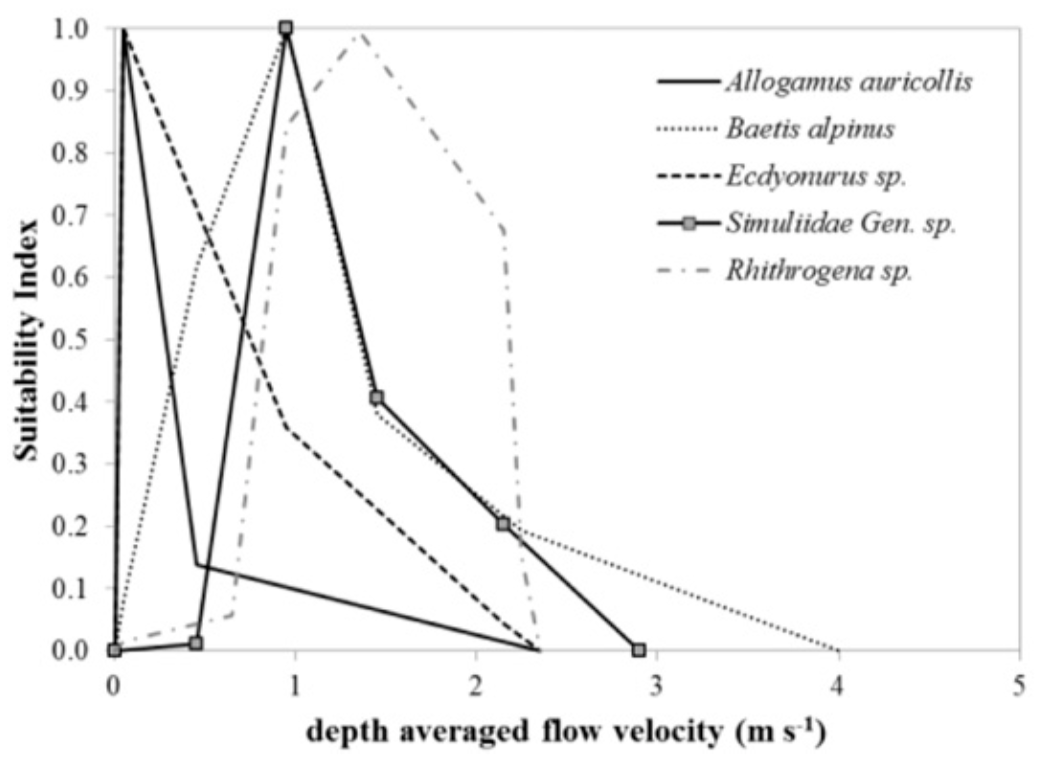 1.0
0.9
0.8
0.7
0.6
0.5
0.4
0.3
0.2
0.1
0.0
Suitability Index
Allogamus auricollis
Baetis alpinus
Ecdyonurus sp.
Simuliidae Gen. sp.
Rhithrogena sp.
0 1 2 3 4 5
depth averaged flow velocity (m s⁻¹)